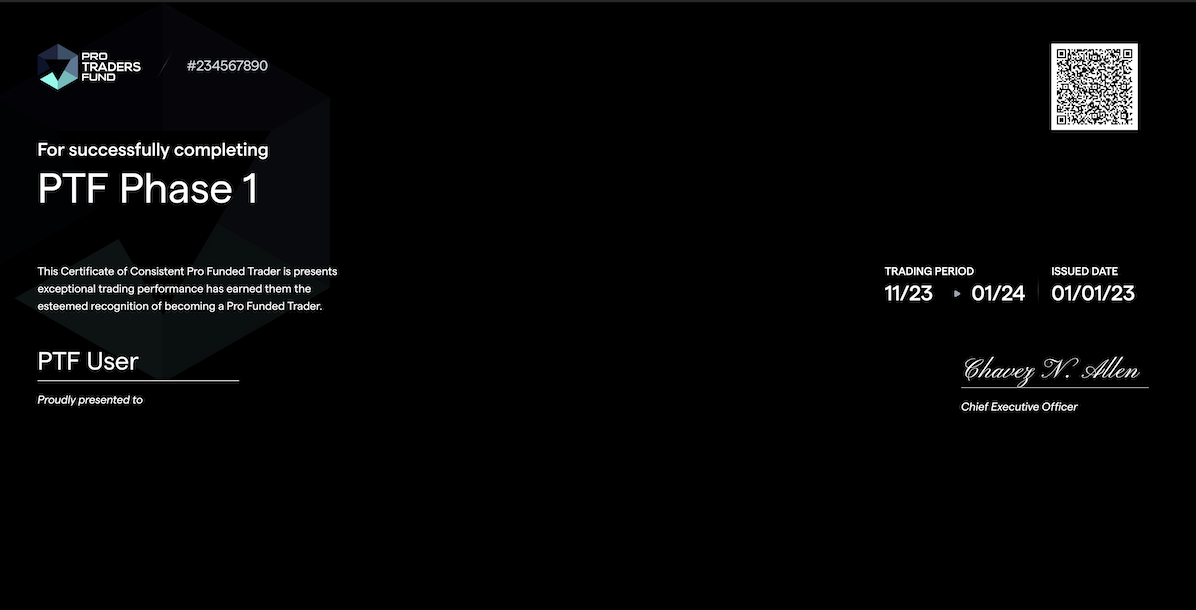 PRO
TRADERS
FUND
#234567890
For successfully completing
PTF Phase 1
This Certificate of Consistent Pro Funded Trader is presents
exceptional trading performance has earned them the
esteemed recognition of becoming a Pro Funded Trader.
TRADING PERIOD
11/23 01/24
ISSUED DATE
01/01/23
PTF User
Proudly presented to
Chavez N. Allen
Chief Executive Officer